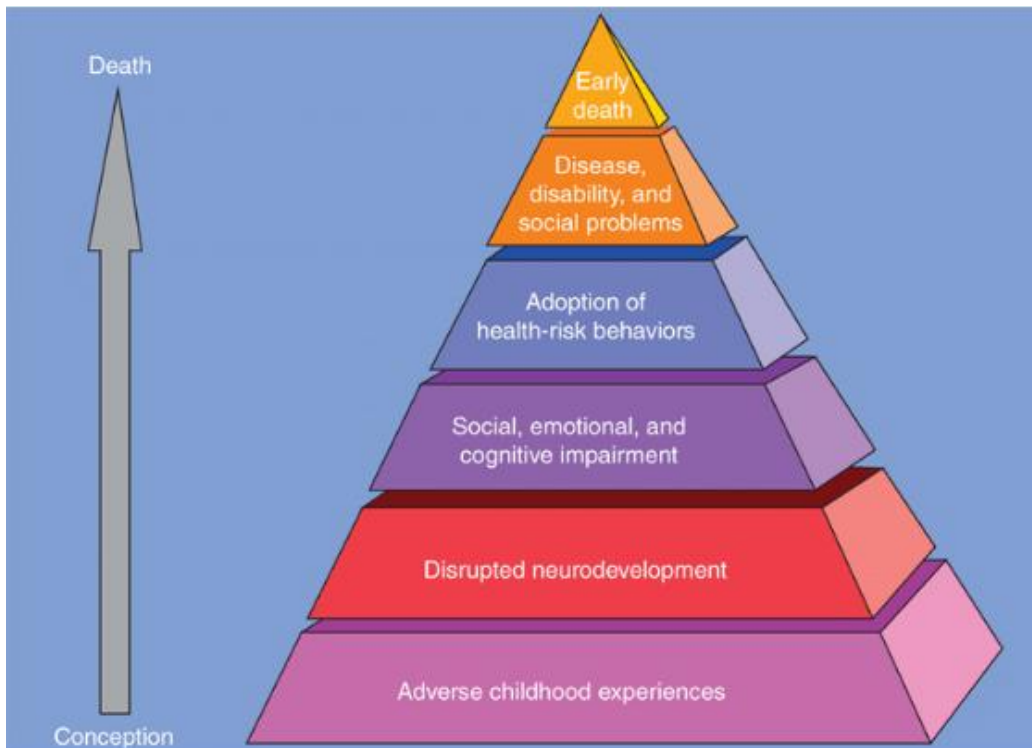 Death
Early
death
Disease,
disability, and
social problems
Adoption of
health-risk behaviors
Social, emotional, and
cognitive impairment
Disrupted neurodevelopment
Adverse childhood experiences
Conception